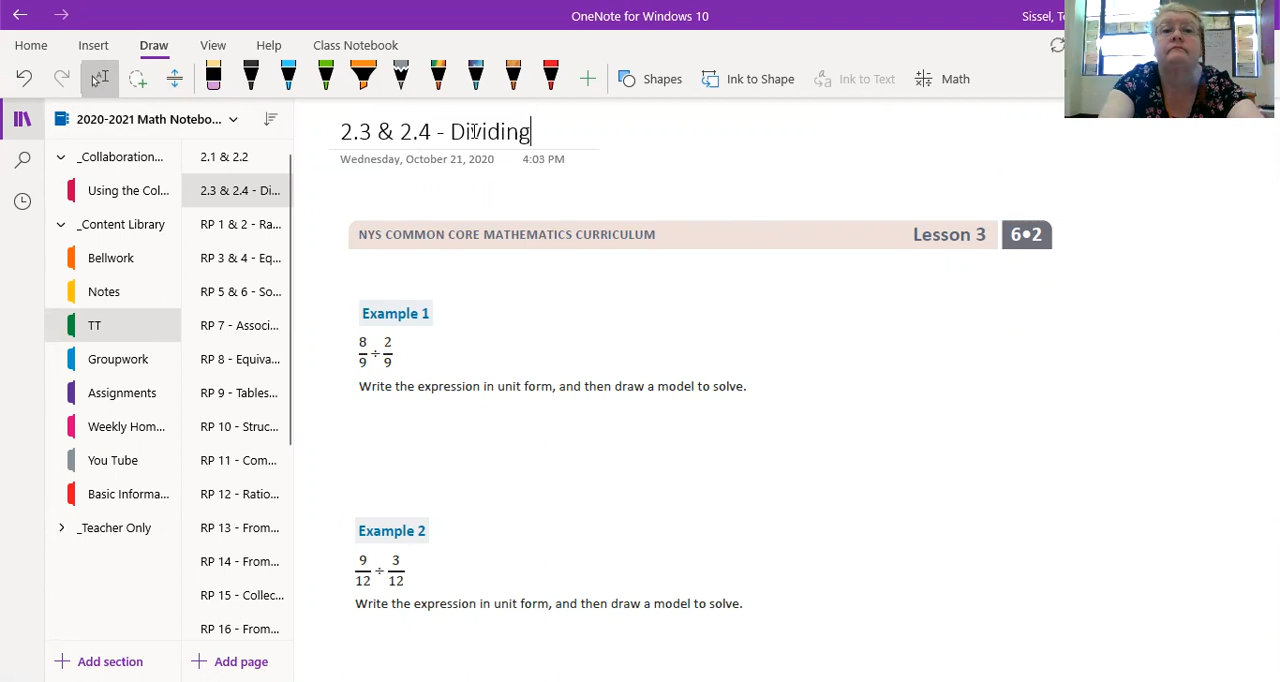 OneNote for Windows 10
Sissel, Te
Home Insert Draw View Help Class Notebook
Shapes Ink to Shape Ink to Text Math
2020-2021 Math Notebo...
_Collaboration...
Using the Col...
_Content Library
Bellwork
Notes
TT
Groupwork
Assignments
Weekly Hom...
You Tube
Basic Informa...
_Teacher Only
Add section
2.1 & 2.2
2.3 & 2.4 - Di...
RP 1 & 2 - Ra...
RP 3 & 4 - Eq...
RP 5 & 6 - So...
RP 7 - Associ...
RP 8 - Equiva...
RP 9 - Tables...
RP 10 - Struc...
RP 11 - Com...
RP 12 - Ratio...
RP 13 - From...
RP 14 - From...
RP 15 - Collec...
RP 16 - From...
Add page
2.3 & 2.4 - Dividing
Wednesday, October 21, 2020 4:03 PM
NYS COMMON CORE MATHEMATICS CURRICULUM Lesson 3 6•2
Example 1
8/9 ÷ 2/9
Write the expression in unit form, and then draw a model to solve.
Example 2
9/12 ÷ 3/12
Write the expression in unit form, and then draw a model to solve.